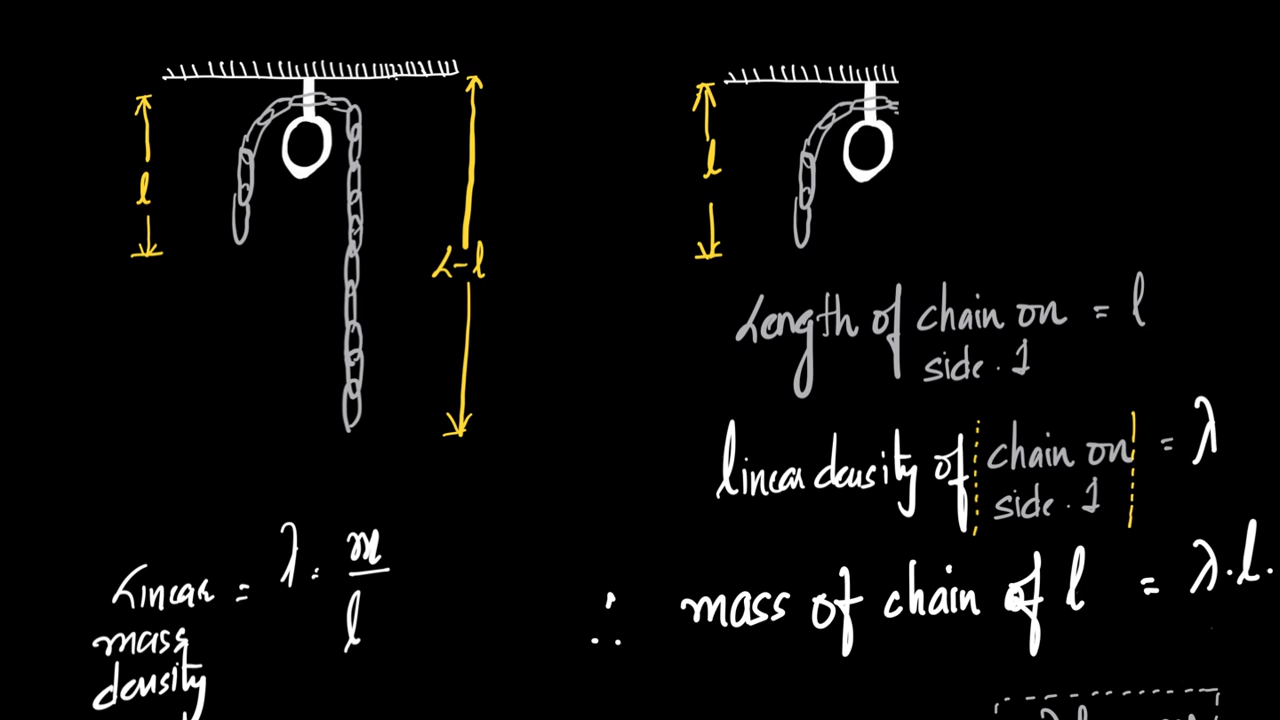 l
L-l
l
Length of chain on = l
side. 1
linear density of chain on = λ
side. 1
Linear = λ = m/l
mass
density
∴ mass of chain of l = λ.l.